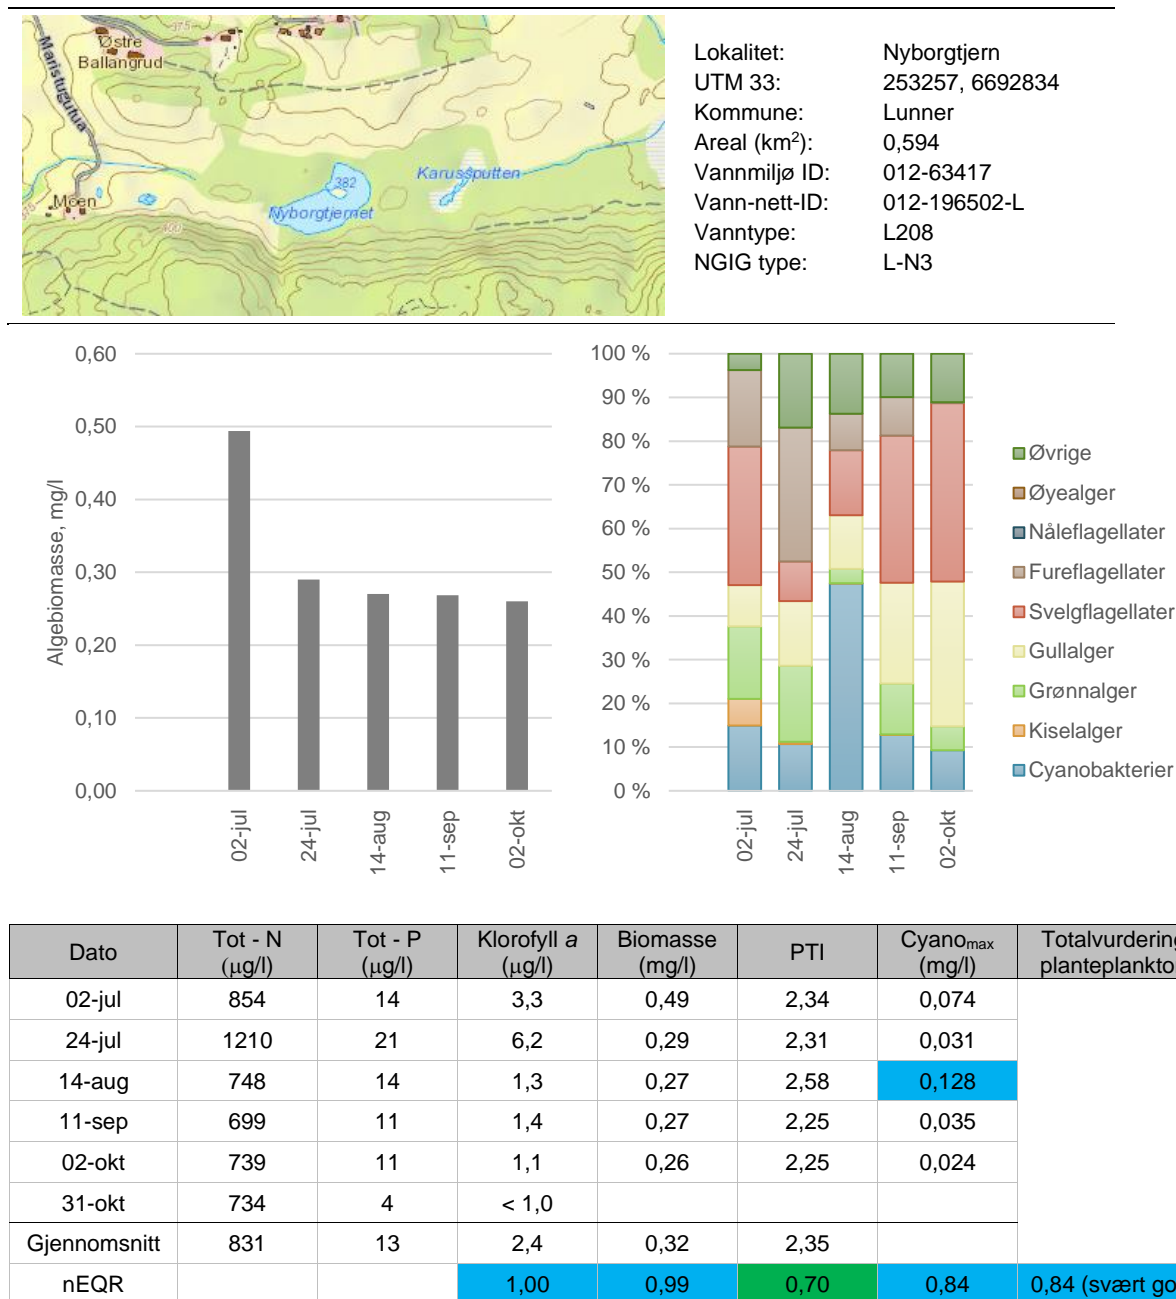 375
Østre
Ballangrud
Maristugutua
Moen
375
400
382
Nyborgtjernet
Karussputten
Lokalitet: Nyborgtjern
UTM 33: 253257, 6692834
Kommune: Lunner
Areal (km²): 0,594
Vannmiljø ID: 012-63417
Vann-nett-ID: 012-196502-L
Vanntype: L208
NGIG type: L-N3
Algebiomasse, mg/l
0,60
0,50
0,40
0,30
0,20
0,10
0,00
02-jul
24-jul
14-aug
11-sep
02-okt
100 %
90 %
80 %
70 %
60 %
50 %
40 %
30 %
20 %
10 %
0 %
02-jul
24-jul
14-aug
11-sep
02-okt
Øvrige
Øyealger
Nåleflagellater
Fureflagellater
Svelgflagellater
Gullalger
Grønnalger
Kiselalger
Cyanobakterier
Dato Tot - N (µg/l) Tot - P (µg/l) Klorofyll a (µg/l) Biomasse (mg/l) PTI Cyanomax (mg/l) Totalvurdering planteplankto
02-jul 854 14 3,3 0,49 2,34 0,074
24-jul 1210 21 6,2 0,29 2,31 0,031
14-aug 748 14 1,3 0,27 2,58 0,128
11-sep 699 11 1,4 0,27 2,25 0,035
02-okt 739 11 1,1 0,26 2,25 0,024
31-okt 734 4 < 1,0
Gjennomsnitt 831 13 2,4 0,32 2,35
nEQR 1,00 0,99 0,70 0,84 0,84 (svært go